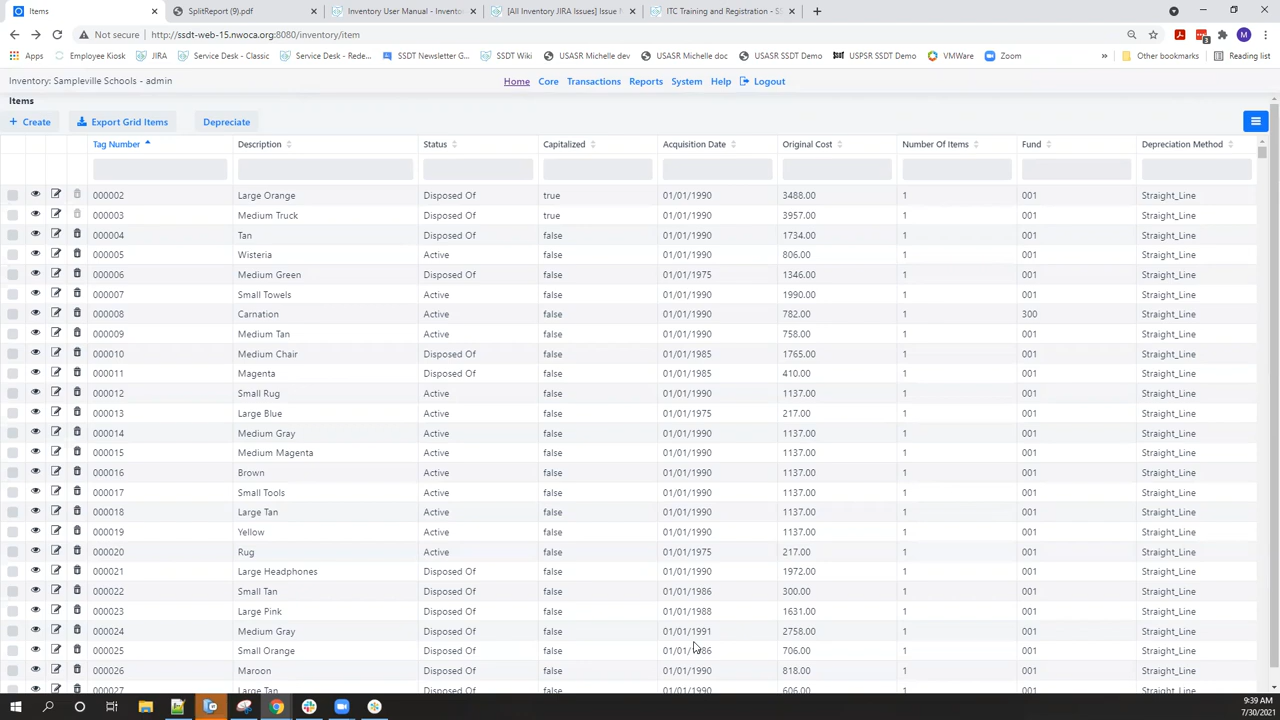 Items
SplitReport (9).pdf
Inventory User Manual - Invento
[All Inventory JIRA Issues] Issue N
ITC Training and Registration - SS
Not secure | http://ssdt-web-15.nwoca.org:8080/inventory/item
M
3
Apps Employee Kiosk JIRA Service Desk - Classic Service Desk - Rede... SSDT Newsletter G... SSDT Wiki USASR Michelle dev USASR Michelle doc USASR SSDT Demo USPSR SSDT Demo VMWare Zoom » Other bookmarks Reading list
Inventory: Sampleville Schools - admin
Home Core Transactions Reports System Help Logout
Items
+ Create Export Grid Items Depreciate
Tag Number Description Status Capitalized Acquisition Date Original Cost Number Of Items Fund Depreciation Method
000002 Large Orange Disposed Of true 01/01/1990 3488.00 1 001 Straight_Line
000003 Medium Truck Disposed Of true 01/01/1990 3957.00 1 001 Straight_Line
000004 Tan Disposed Of false 01/01/1990 1734.00 1 001 Straight_Line
000005 Wisteria Active false 01/01/1990 806.00 1 001 Straight_Line
000006 Medium Green Disposed Of false 01/01/1975 1346.00 1 001 Straight_Line
000007 Small Towels Active false 01/01/1990 1990.00 1 001 Straight_Line
000008 Carnation Active false 01/01/1990 782.00 1 300 Straight_Line
000009 Medium Tan Active false 01/01/1990 758.00 1 001 Straight_Line
000010 Medium Chair Disposed Of false 01/01/1985 1765.00 1 001 Straight_Line
000011 Magenta Disposed Of false 01/01/1985 410.00 1 001 Straight_Line
000012 Small Rug Active false 01/01/1990 1137.00 1 001 Straight_Line
000013 Large Blue Active false 01/01/1975 217.00 1 001 Straight_Line
000014 Medium Gray Active false 01/01/1990 1137.00 1 001 Straight_Line
000015 Medium Magenta Active false 01/01/1990 1137.00 1 001 Straight_Line
000016 Brown Active false 01/01/1990 1137.00 1 001 Straight_Line
000017 Small Tools Active false 01/01/1990 1137.00 1 001 Straight_Line
000018 Large Tan Active false 01/01/1990 1137.00 1 001 Straight_Line
000019 Yellow Active false 01/01/1990 1137.00 1 001 Straight_Line
000020 Rug Active false 01/01/1975 217.00 1 001 Straight_Line
000021 Large Headphones Disposed Of false 01/01/1990 1972.00 1 001 Straight_Line
000022 Small Tan Disposed Of false 01/01/1986 300.00 1 001 Straight_Line
000023 Large Pink Disposed Of false 01/01/1988 1631.00 1 001 Straight_Line
000024 Medium Gray Disposed Of false 01/01/1991 2758.00 1 001 Straight_Line
000025 Small Orange Disposed Of false 01/01/1986 706.00 1 001 Straight_Line
000026 Maroon Disposed Of false 01/01/1990 818.00 1 001 Straight_Line
000027 Large Tan Disposed Of false 01/01/1990 606.00 1 001 Straight_Line
9:39 AM
7/30/2021